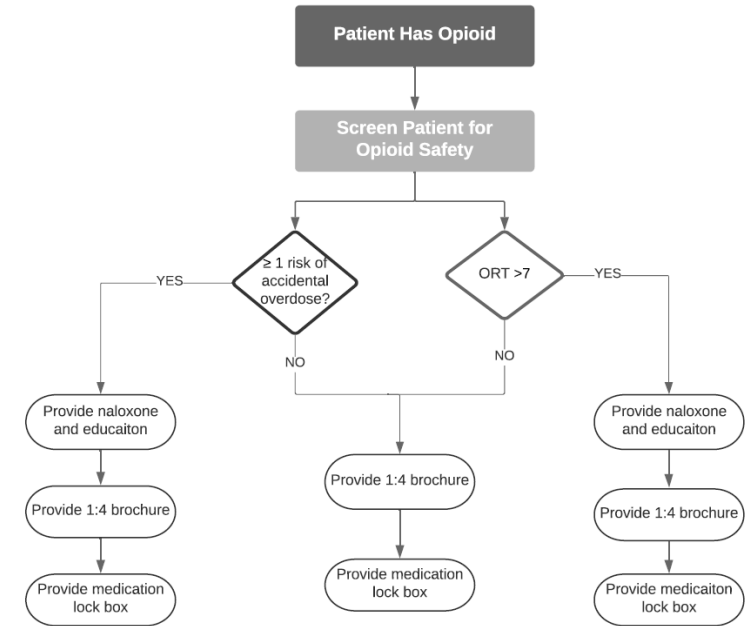 Patient Has Opioid
Screen Patient for
Opioid Safety
≥ 1 risk of
accidental
overdose?
ORT >7
YES
YES
NO
NO
Provide naloxone
and educaiton
Provide naloxone
and educaiton
Provide 1:4 brochure
Provide 1:4 brochure
Provide 1:4 brochure
Provide medication
lock box
Provide medication
lock box
Provide medicaiton
lock box